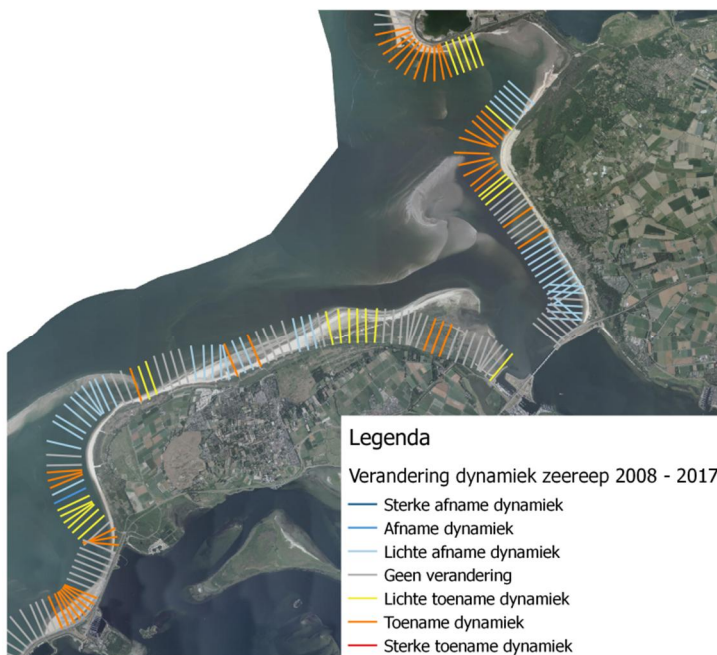 Legenda
Verandering dynamiek zeereep 2008 - 2017
Sterke afname dynamiek
Afname dynamiek
Lichte afname dynamiek
Geen verandering
Lichte toename dynamiek
Toename dynamiek
Sterke toename dynamiek